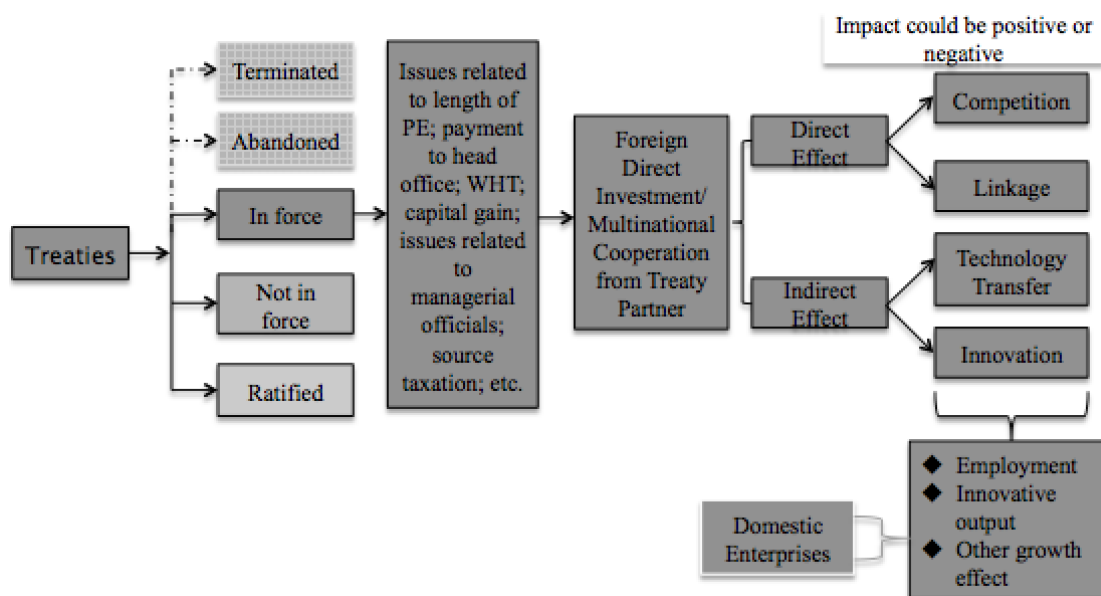 Impact could be positive or
negative
Treaties
Terminated
Abandoned
In force
Not in
force
Ratified
Issues related
to length of
PE; payment
to head
office; WHT;
capital gain;
issues related
to
managerial
officials;
source
taxation; etc.
Foreign
Direct
Investment/
Multinational
Cooperation
from Treaty
Partner
Direct
Effect
Indirect
Effect
Competition
Linkage
Technology
Transfer
Innovation
◆ Employment
◆ Innovative
output
◆ Other growth
effect
Domestic
Enterprises